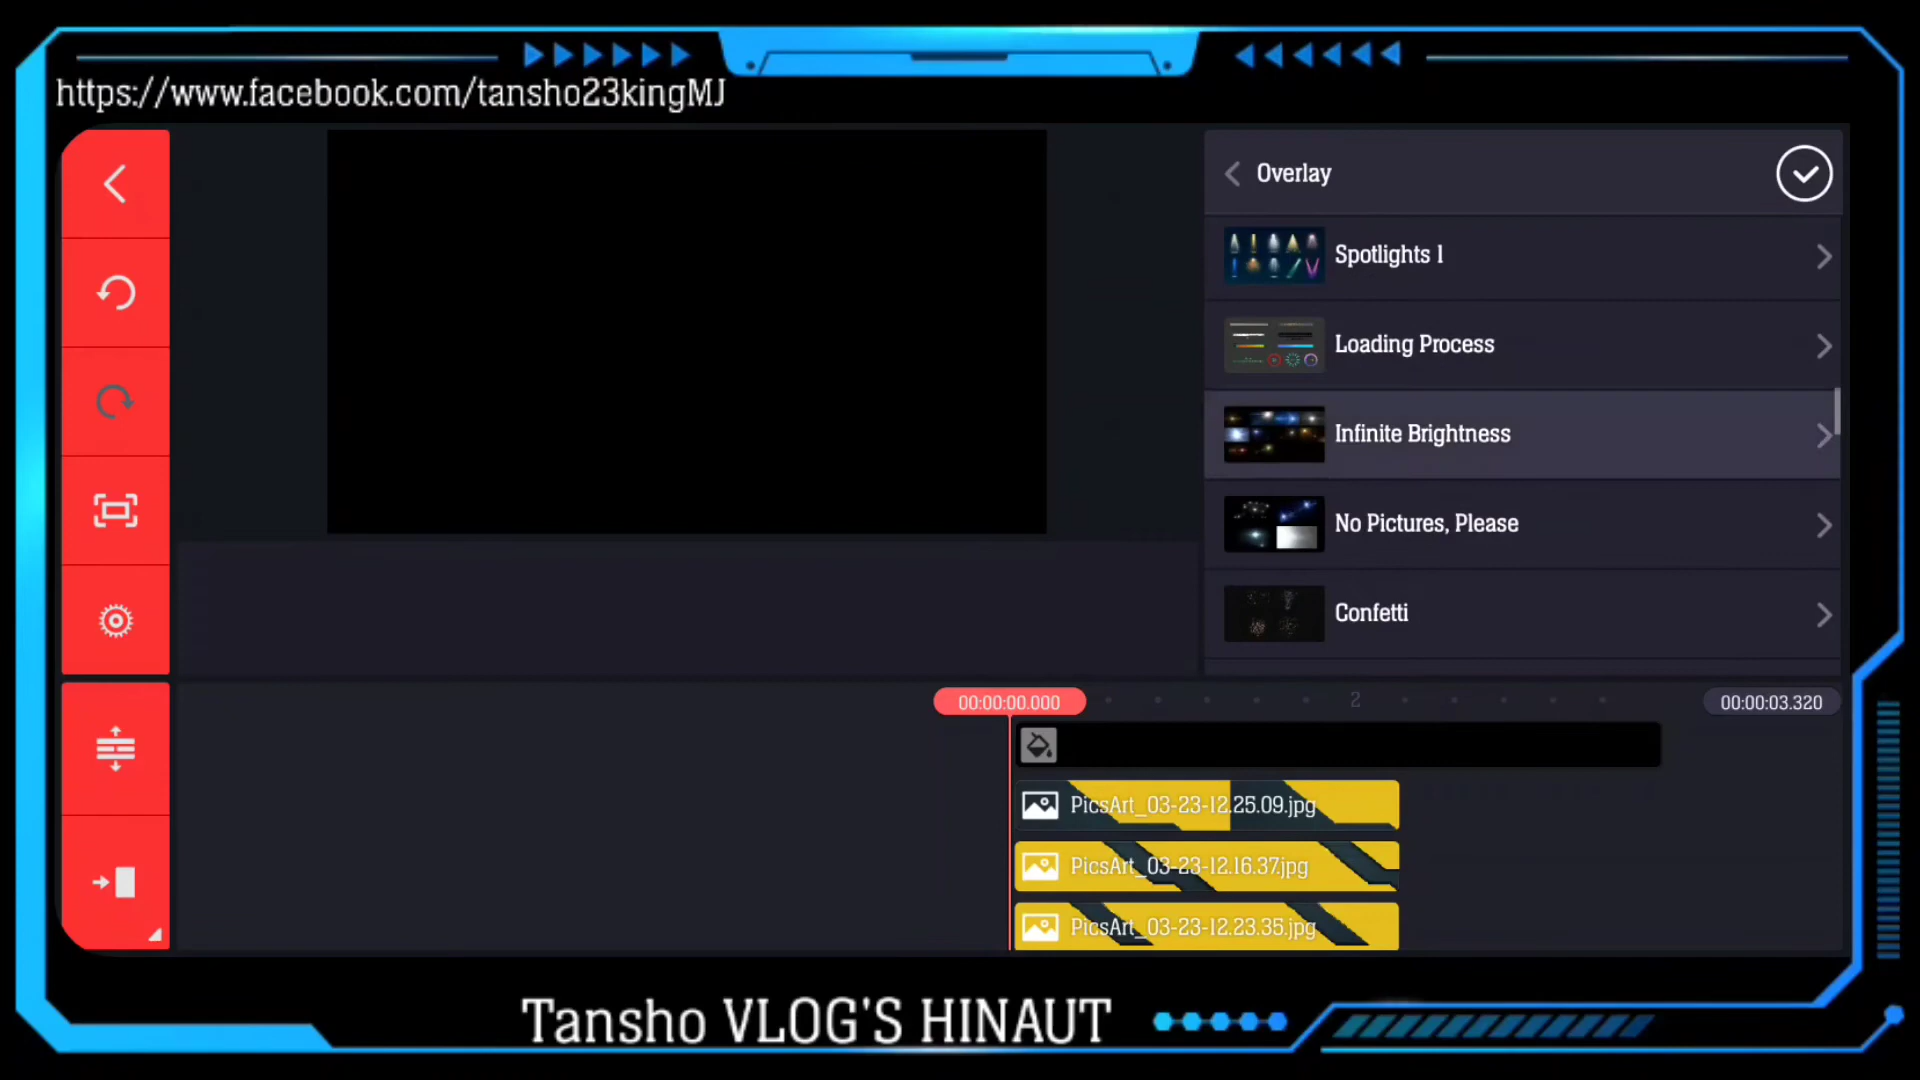 https://www.facebook.com/tansho23kingMJ
Overlay
Spotlights 1
Loading Process
Infinite Brightness
No Pictures, Please
Confetti
00:00:00.000
2
00:00:03.320
PicsArt_03-23-12.25.09.jpg
PicsArt_03-23-12.16.37.jpg
PicsArt_03-23-12.23.35.jpg
Tansho VLOG'S HINAUT